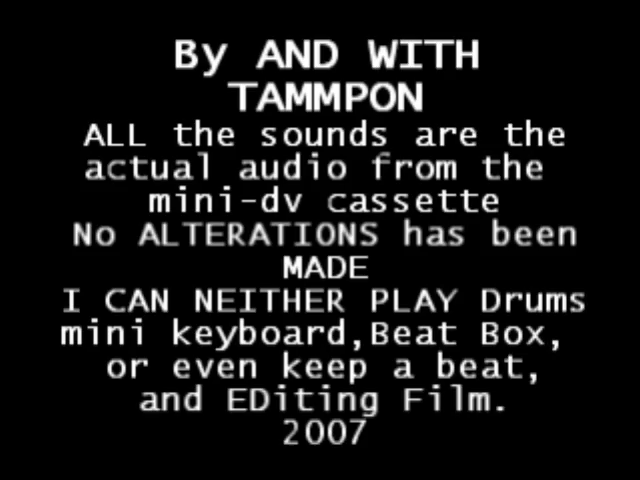 By AND WITH
TAMMPON
ALL the sounds are the
actual audio from the
mini-dv cassette
No ALTERATIONS has been
MADE
I CAN NEITHER PLAY Drums
mini keyboard,Beat Box,
or even keep a beat,
and EDiting Film.
2007